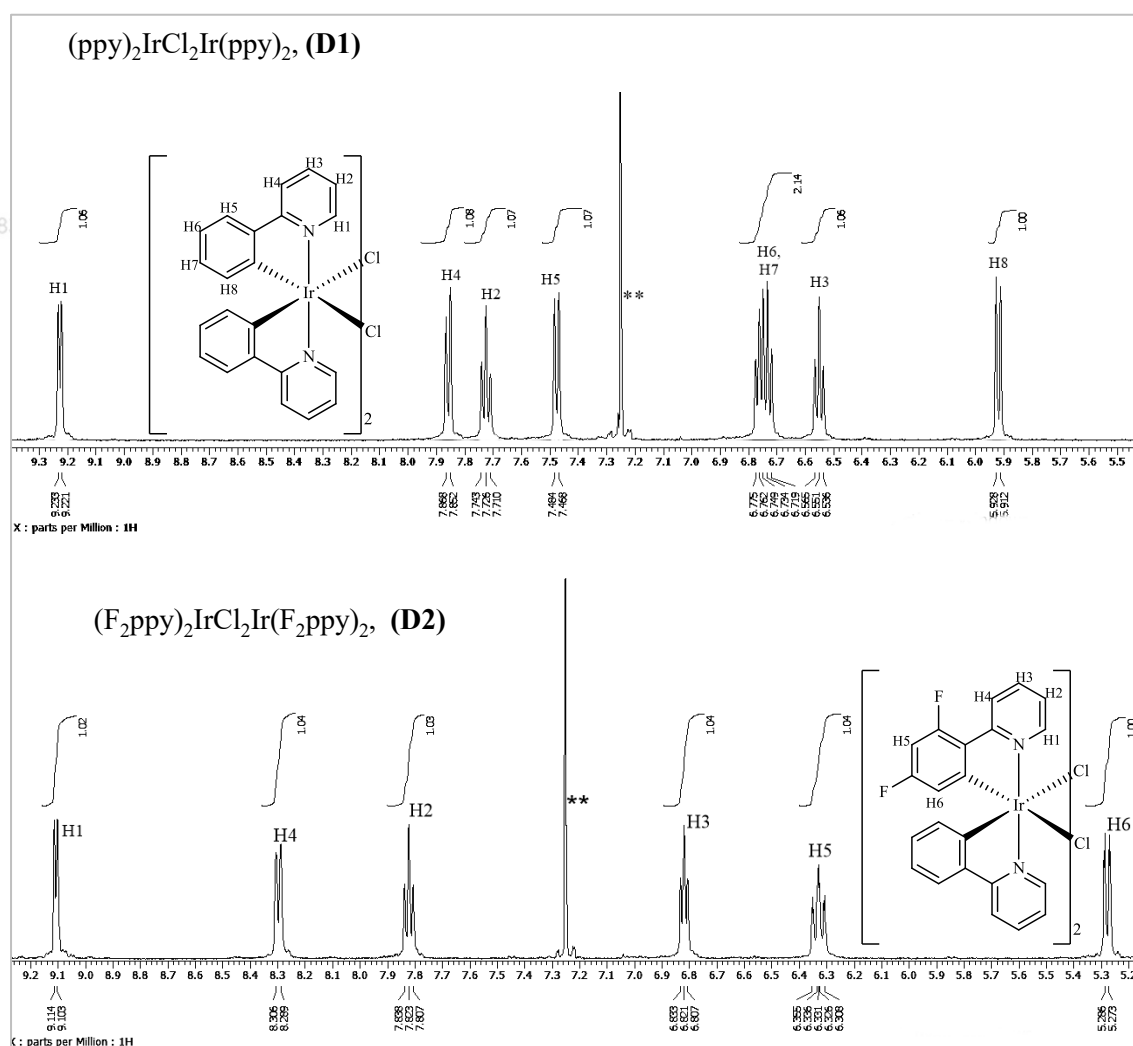 (ppy)₂IrCl₂Ir(ppy)₂, (D1)
H3
H4
H2
H5
H1
H6
N
H7
Cl
H8
Ir
Cl
N
2
1.06
1.08
1.07
1.07
2.14
1.06
1.00
H1
H4
H2
H5
**
H6,
H7
H3
H8
9.3 9.2 9.1 9.0 8.9 8.8 8.7 8.6 8.5 8.4 8.3 8.2 8.1 8.0 7.9 7.8 7.7 7.6 7.5 7.4 7.3 7.2 7.1 7.0 6.9 6.8 6.7 6.6 6.5 6.4 6.3 6.2 6.1 6.0 5.9 5.8 5.7 5.6 5.5
9.233
9.221
7.868
7.852
7.743
7.726
7.710
7.484
7.468
6.775
6.762
6.749
6.734
6.719
6.565
6.551
6.536
5.928
5.912
X : parts per Million : 1H
(F₂ppy)₂IrCl₂Ir(F₂ppy)₂, (D2)
H3
F
H4
H2
H5
H1
N
F
Cl
H6
Ir
Cl
N
2
1.02
1.04
1.03
1.04
1.04
H1
H4
H2
**
H3
H5
H6
9.2 9.1 9.0 8.9 8.8 8.7 8.6 8.5 8.4 8.3 8.2 8.1 8.0 7.9 7.8 7.7 7.6 7.5 7.4 7.3 7.2 7.1 7.0 6.9 6.8 6.7 6.6 6.5 6.4 6.3 6.2 6.1 6.0 5.9 5.8 5.7 5.6 5.5 5.4 5.3 5.2
9.114
9.103
8.306
8.289
7.838
7.823
7.807
6.833
6.821
6.807
6.355
6.336
6.331
6.326
6.308
5.286
5.273
: parts per Million : 1H